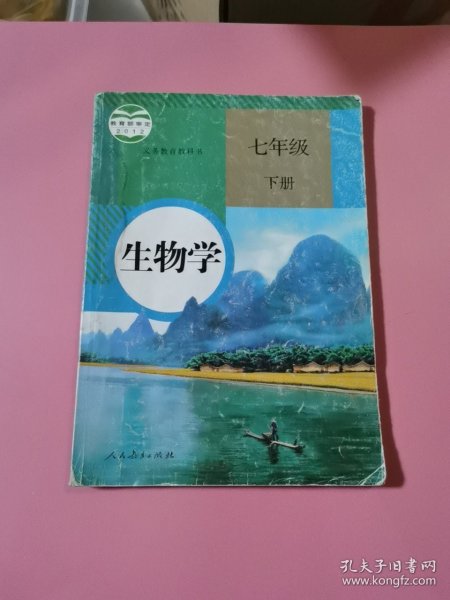 教育部审定
2012
义务教育教科书
七年级
下册
生物学
人民教育出版社
孔夫子旧书网
www.kongfz.com